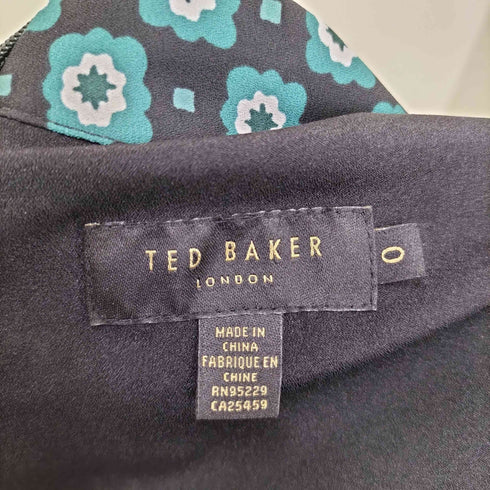 TED BAKER
LONDON
0
MADE IN
CHINA
FABRIQUE EN
CHINE
RN95229
CA25459